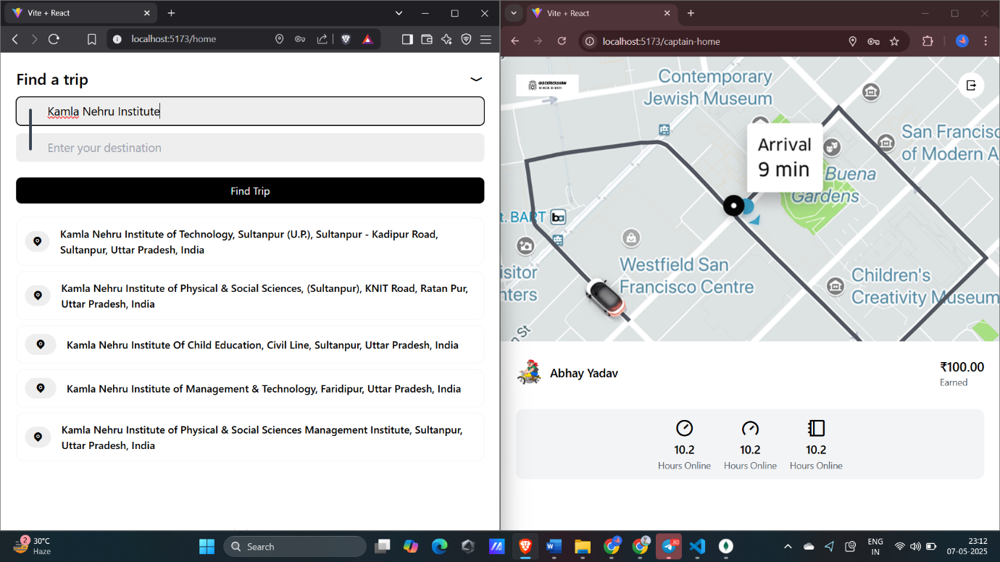 Vite + React
localhost:5173/home
Find a trip
Kamla Nehru Institute
Enter your destination
Find Trip
Kamla Nehru Institute of Technology, Sultanpur (U.P.), Sultanpur - Kadipur Road,
Sultanpur, Uttar Pradesh, India
Kamla Nehru Institute of Physical & Social Sciences, (Sultanpur), KNIT Road, Ratan Pur,
Uttar Pradesh, India
Kamla Nehru Institute Of Child Education, Civil Line, Sultanpur, Uttar Pradesh, India
Kamla Nehru Institute of Management & Technology, Faridipur, Uttar Pradesh, India
Kamla Nehru Institute of Physical & Social Sciences Management Institute, Sultanpur,
Uttar Pradesh, India
Vite + React
localhost:5173/captain-home
Contemporary
Jewish Museum
San Francisc
of Modern A
Arrival
9 min
Buena
Gardens
t. BART
ba
Westfield San
Francisco Centre
isitor
nters
Children's
Creativity Museum
n St
Abhay Yadav
₹100.00
Earned
10.2
Hours Online
10.2
Hours Online
10.2
Hours Online
2
30°C
Haze
Search
80
ENG
IN
23:12
07-05-2025